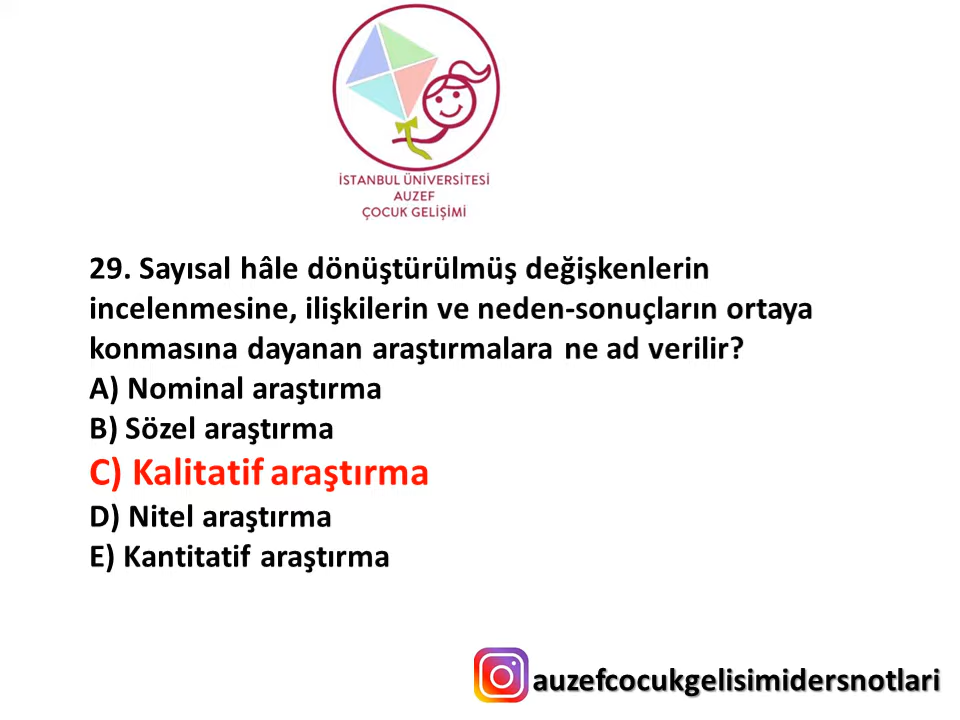 İSTANBUL ÜNİVERSİTESİ
AUZEF
ÇOCUK GELİŞİMİ
29. Sayısal hâle dönüştürülmüş değişkenlerin
incelenmesine, ilişkilerin ve neden-sonuçların ortaya
konmasına dayanan araştırmalara ne ad verilir?
A) Nominal araştırma
B) Sözel araştırma
C) Kalitatif araştırma
D) Nitel araştırma
E) Kantitatif araştırma
auzefcocukgelisimidersnotlari